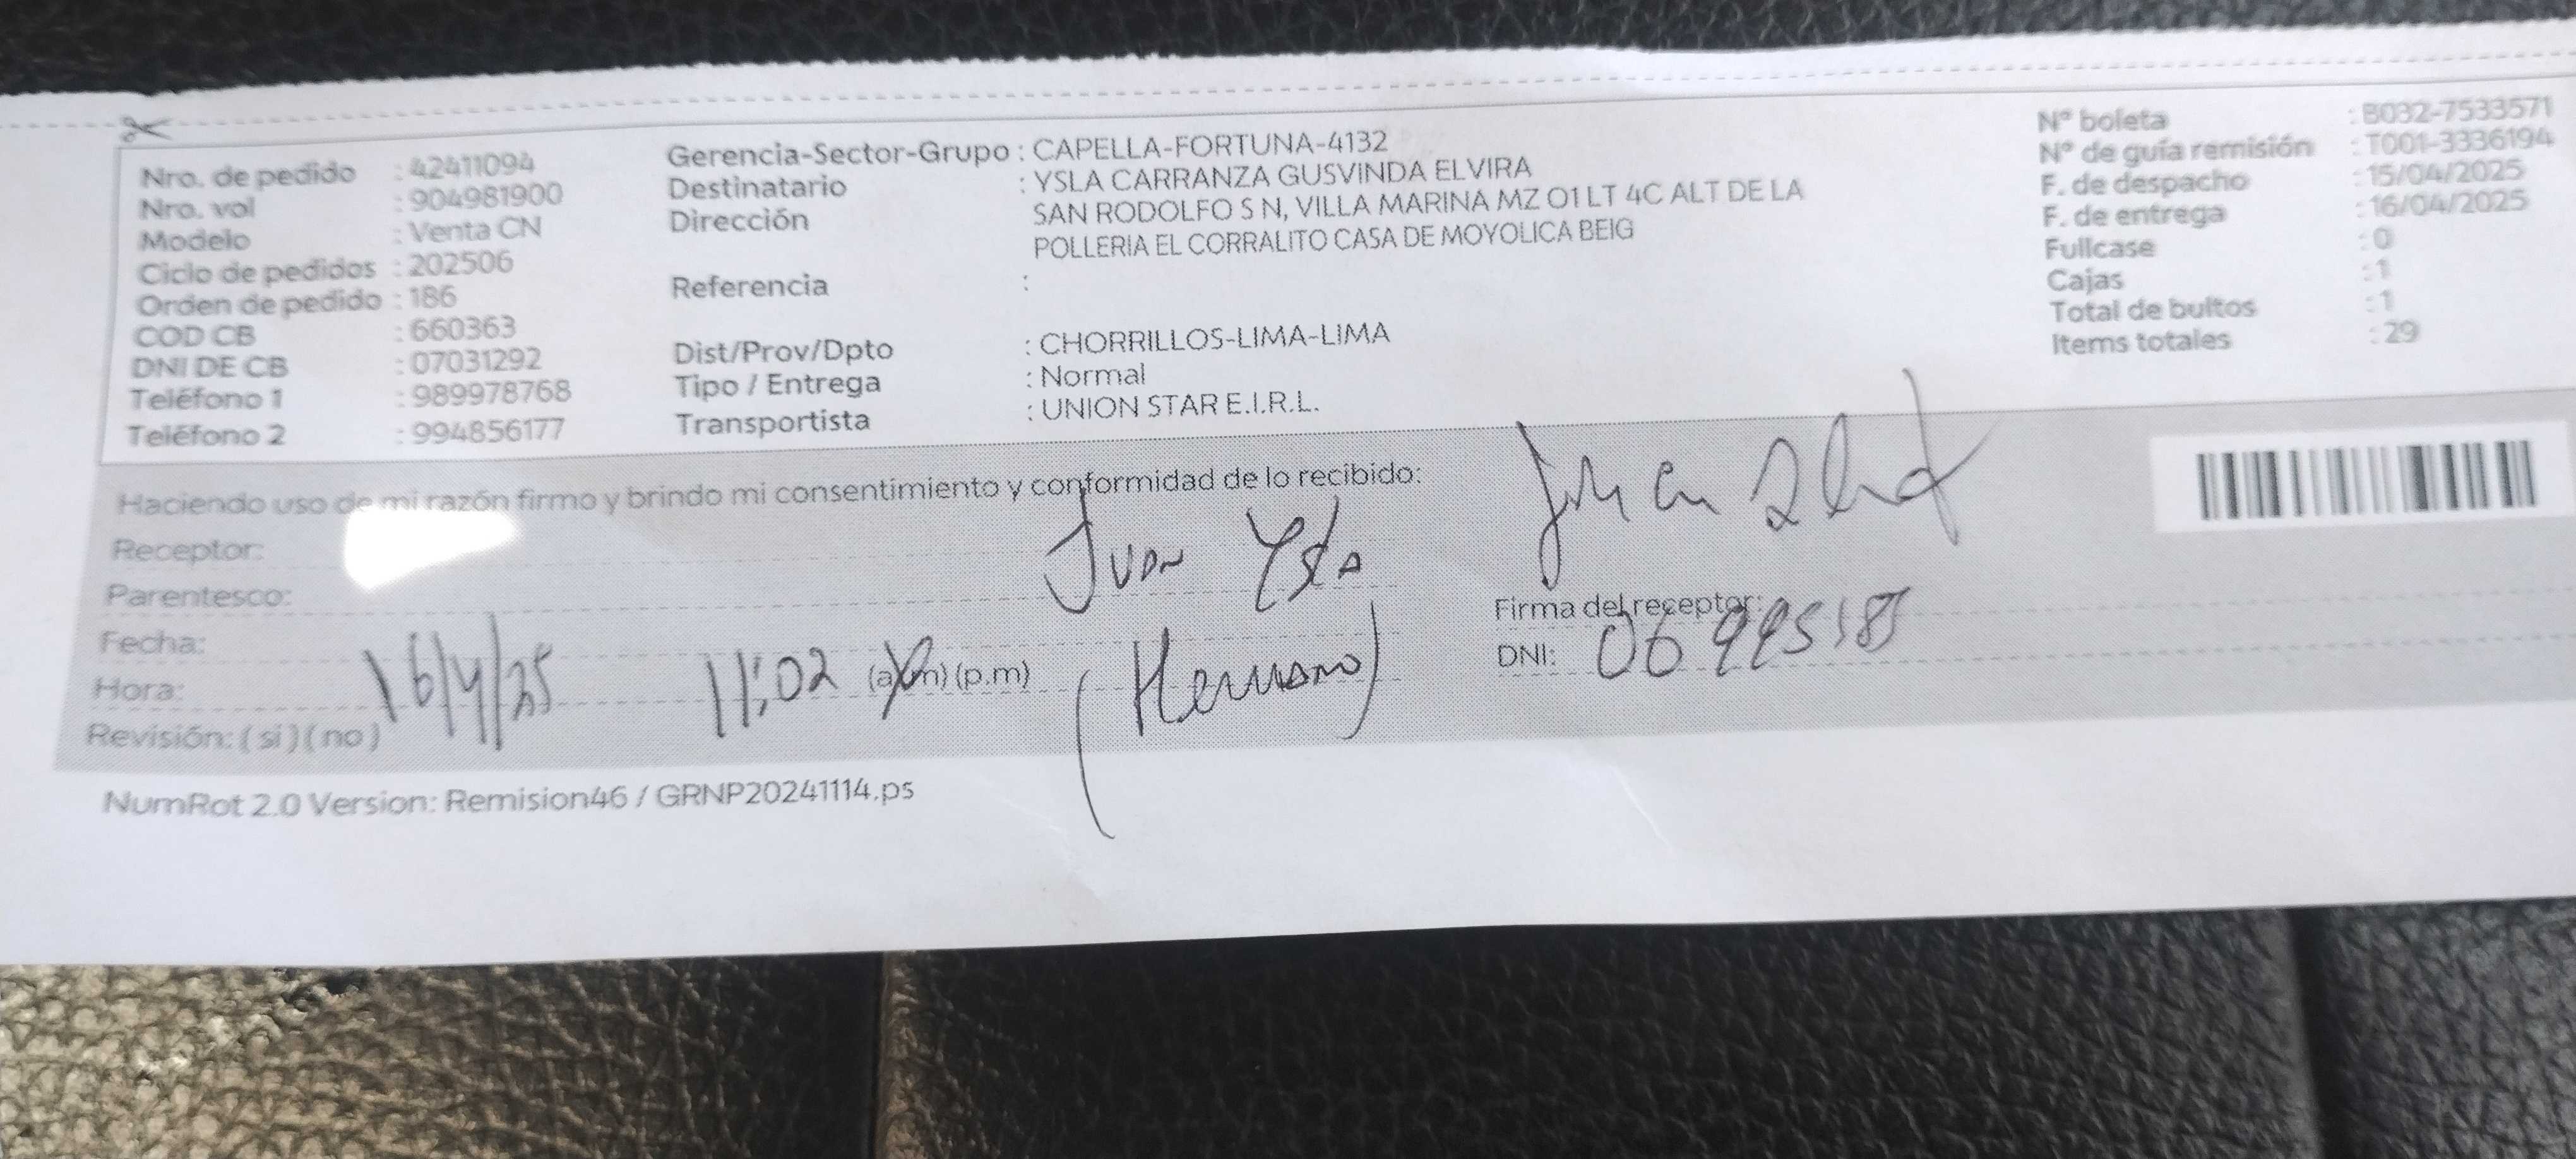 Nro. de pedido : 42411094
Nro. vol : 904981900
Modelo : Venta CN
Ciclo de pedidos : 202506
Orden de pedido : 186
COD CB : 660363
DNI DE CB : 07031292
Teléfono 1 : 989978768
Teléfono 2 : 994856177
Gerencia-Sector-Grupo : CAPELLA-FORTUNA-4132
Destinatario : YSLA CARRANZA GUSVINDA ELVIRA
Dirección SAN RODOLFO S N, VILLA MARINA MZ O1 LT 4C ALT DE LA
POLLERIA EL CORRALITO CASA DE MOYOLICA BEIG
Referencia :
Dist/Prov/Dpto : CHORRILLOS-LIMA-LIMA
Tipo / Entrega : Normal
Transportista : UNION STAR E.I.R.L.
Nº boleta : B032-7533571
Nº de guía remisión : T001-3336194
F. de despacho : 15/04/2025
F. de entrega : 16/04/2025
Fullcase : 0
Cajas : 1
Total de bultos : 1
Items totales : 29
Haciendo uso de mi razón firmo y brindo mi consentimiento y conformidad de lo recibido:
Receptor: Juan Ysla
Parentesco: (Hermano)
Fecha: 16/4/25
Hora: 11:02 (a.m) (p.m)
Revisión: ( si ) ( no )
Firma del receptor:
DNI:
NumRot 2.0 Version: Remision46 / GRNP20241114.ps